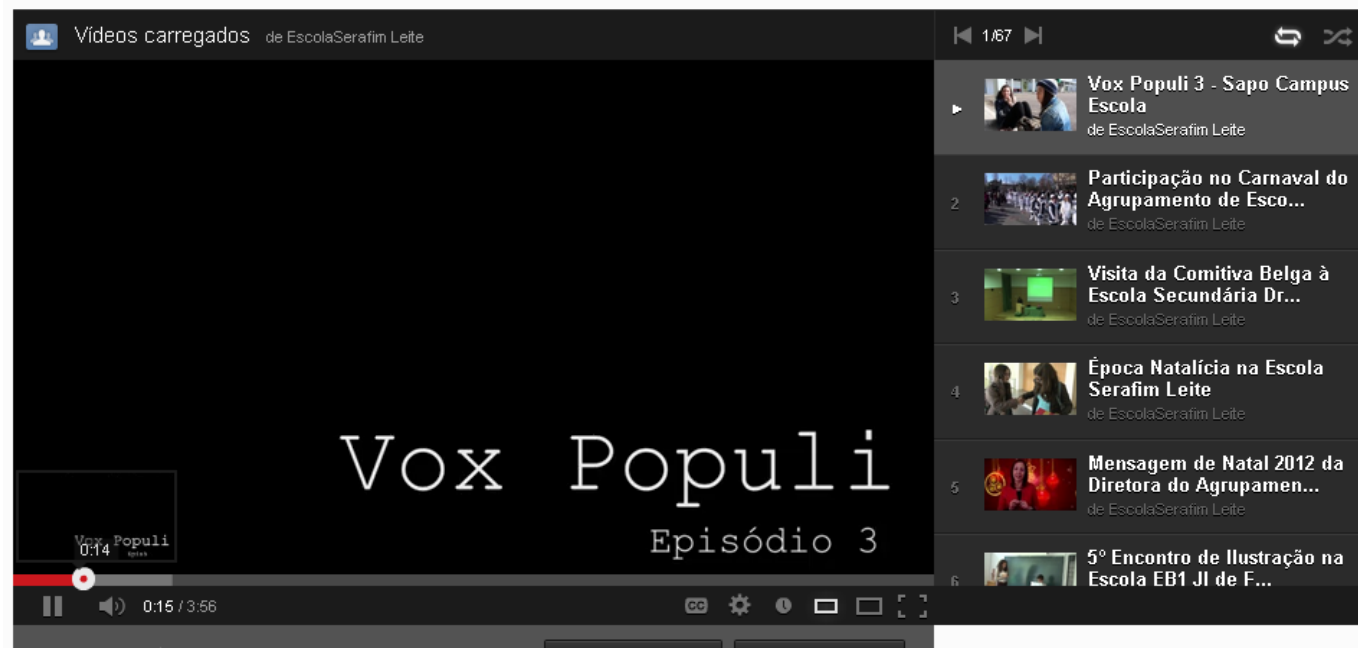 Vídeos carregados de EscolaSerafim Leite
1/67
Vox Populi
Episódio 3
Vox Populi
0:14
0:15 / 3:56
CC
Vox Populi 3 - Sapo Campus
Escola
de EscolaSerafim Leite
2
Participação no Carnaval do
Agrupamento de Esco...
de EscolaSerafim Leite
3
Visita da Comitiva Belga à
Escola Secundária Dr...
de EscolaSerafim Leite
4
Época Natalícia na Escola
Serafim Leite
de EscolaSerafim Leite
5
Mensagem de Natal 2012 da
Diretora do Agrupamen...
de EscolaSerafim Leite
6
5º Encontro de Ilustração na
Escola EB1 JI de F...